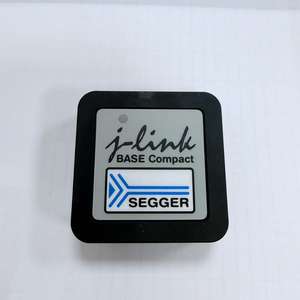 j-link
BASE Compact
SEGGER